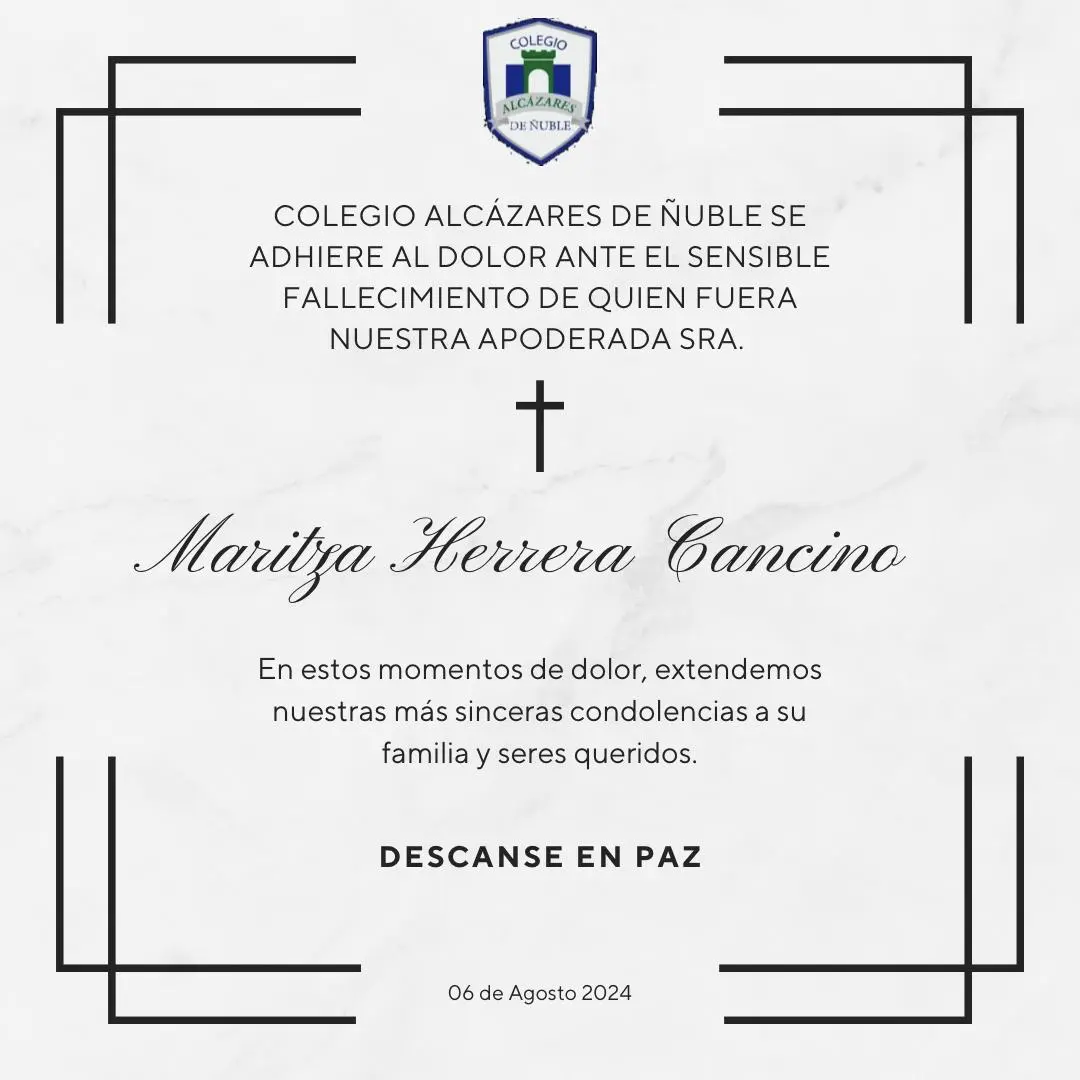 COLEGIO
ALCÁZARES
DE ÑUBLE
COLEGIO ALCÁZARES DE ÑUBLE SE
ADHIERE AL DOLOR ANTE EL SENSIBLE
FALLECIMIENTO DE QUIEN FUERA
NUESTRA APODERADA SRA.
Maritza Herrera Cancino
En estos momentos de dolor, extendemos
nuestras más sinceras condolencias a su
familia y seres queridos.
DESCANSE EN PAZ
06 de Agosto 2024